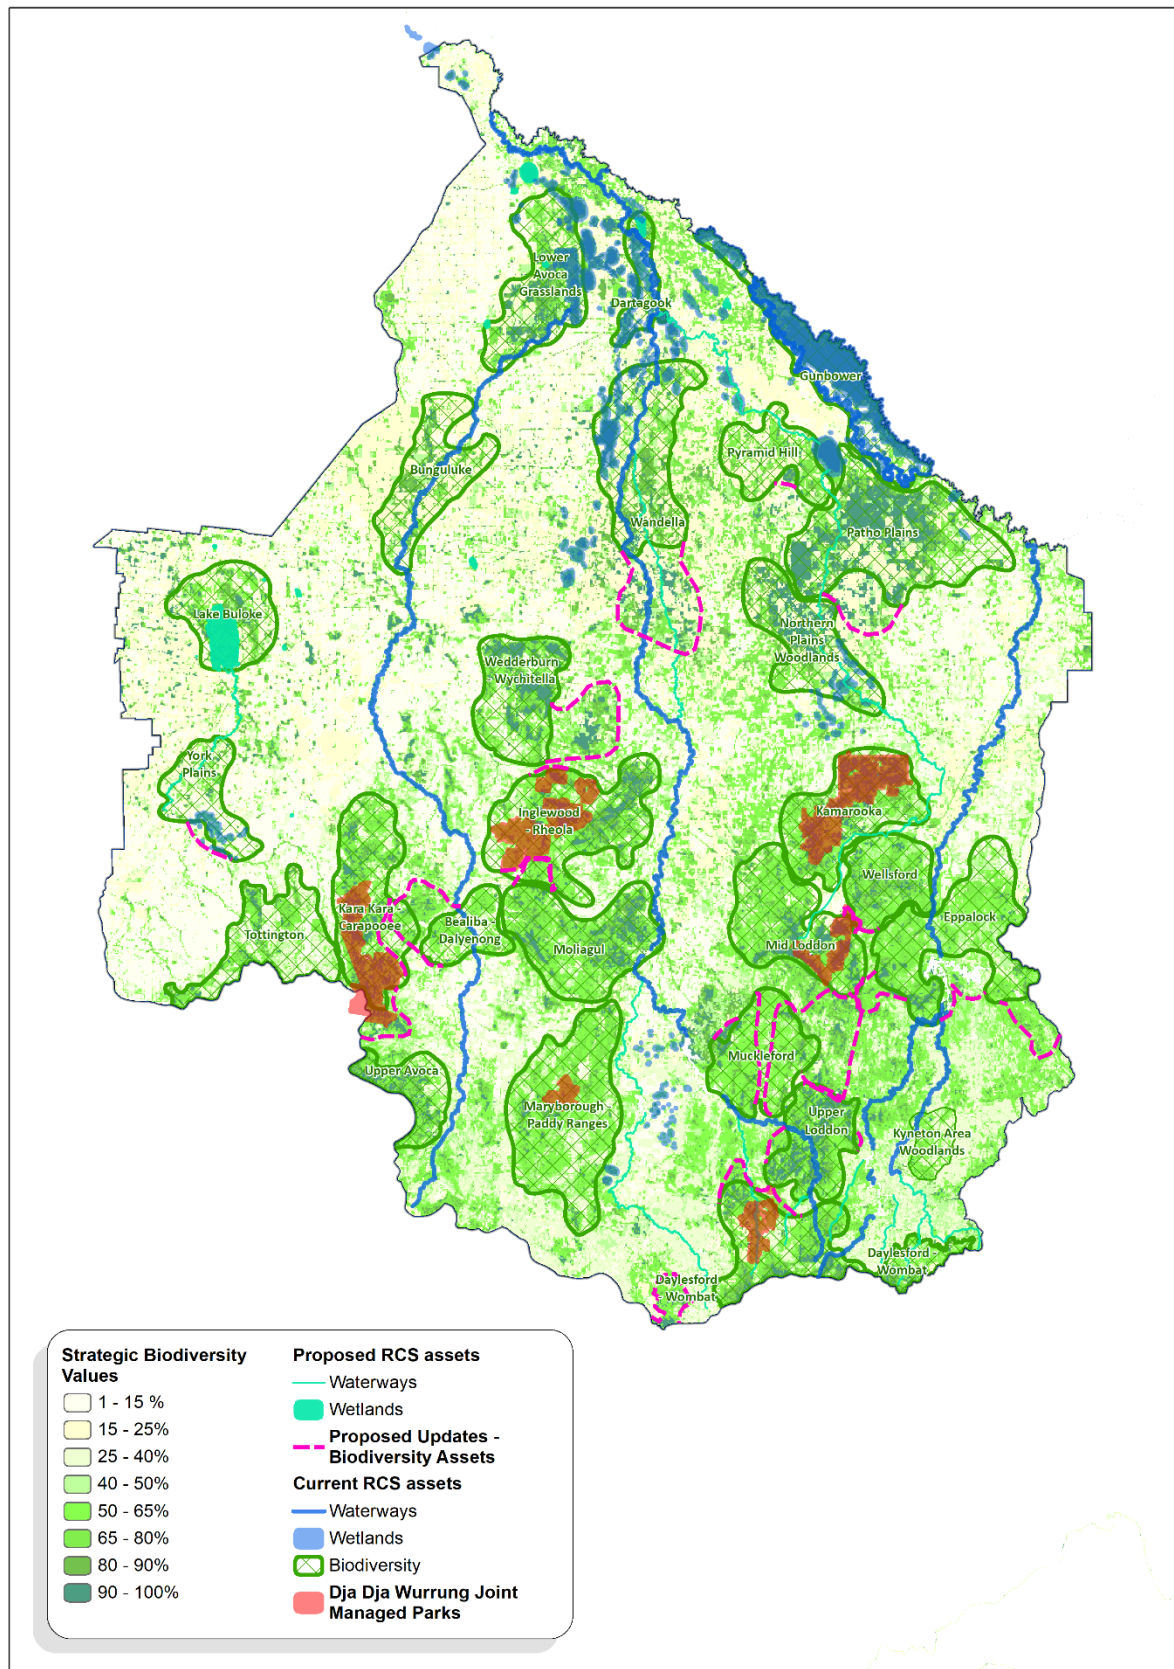 Lower
Avoca
Grasslands
Dartagook
Gunbower
Pyramid Hill
Bunguluke
Wandella
Patho Plains
Lake Buloke
Northern
Plains
Woodlands
Wedderburn
- Wychitella
York
Plains
Inglewood
- Rheola
Kamarooka
Wellsford
Kara Kara -
Carapooee
Bealiba -
Dalyenong
Eppalock
Tottington
Moliagul
Mid Loddon
Muckleford
Upper Avoca
Maryborough -
Paddy Ranges
Upper
Loddon
Kyneton Area
Woodlands
Daylesford -
Wombat
Daylesford
- Wombat
Strategic Biodiversity
Values
1 - 15 %
15 - 25%
25 - 40%
40 - 50%
50 - 65%
65 - 80%
80 - 90%
90 - 100%
Proposed RCS assets
Waterways
Wetlands
Proposed Updates -
Biodiversity Assets
Current RCS assets
Waterways
Wetlands
Biodiversity
Dja Dja Wurrung Joint
Managed Parks